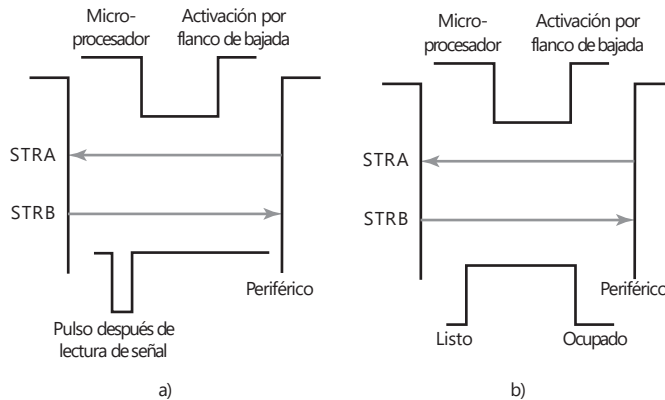 Micro-
procesador
Activación por
flanco de bajada
STRA
STRB
Periférico
Pulso después de
lectura de señal
a)
Micro-
procesador
Activación por
flanco de bajada
STRA
STRB
Periférico
Listo
Ocupado
b)